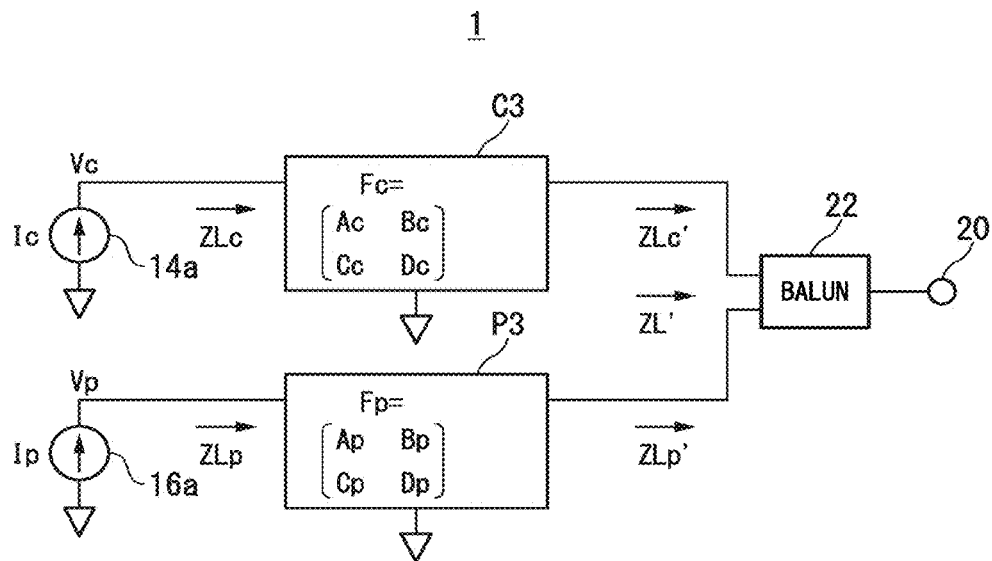 1
C3
Vc
Fc=
Ac Bc
Cc Dc
Ic
14a
ZLc
ZLc'
22
20
BALUN
ZL'
P3
Vp
Fp=
Ap Bp
Cp Dp
Ip
16a
ZLp
ZLp'